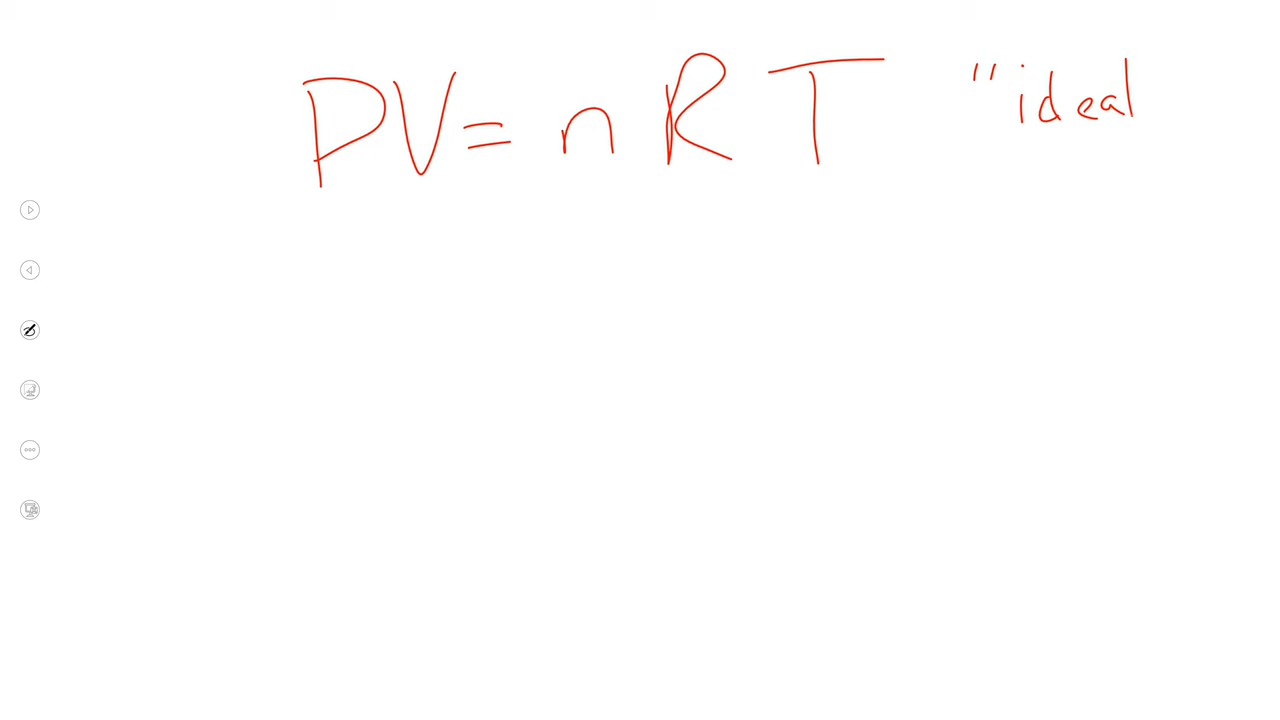 PV = nRT "ideal